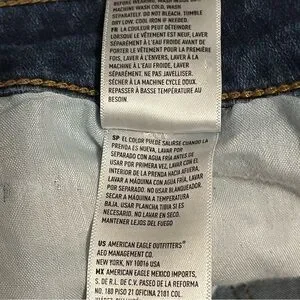 BEFORE WEARING, WASH
MACHINE WASH COLD, WASH
SEPARATELY. DO NOT BLEACH. TUMBLE
DRY LOW. COOL IRON IF NEEDED.
FR LA COULEUR PEUT DÉTEINDRE
LORSQUE LE VÊTEMENT EST NEUF, LAVER
SÉPARÉMENT À L'EAU FROIDE AVANT DE
PORTER LE VÊTEMENT POUR LA PREMIÈRE
FOIS, LAVER À L'ENVERS, LAVER À LA
MACHINE À L'EAU FROIDE, LAVER
SÉPARÉMENT. NE PAS JAVELLISER.
SÉCHER À LA MACHINE CYCLE DOUX.
REPASSER À BASSE TEMPÉRATURE AU
BESOIN.
SP EL COLOR PUEDE SALIRSE CUANDO LA
PRENDA ES NUEVA, LAVAR POR
SEPARADO CON AGUA FRÍA ANTES DE
USAR POR PRIMERA VEZ, LAVAR CON EL
INTERIOR DE LA PRENDA HACIA AFUERA,
LAVAR A MÁQUINA CON AGUA FRÍA, LAVAR
POR SEPARADO. NO USAR BLANQUEADOR.
SECAR A MÁQUINA A TEMPERATURA
BAJA. USAR PLANCHA TIBIA SI ES
NECESARIO. NO LAVAR EN SECO.
MANTENER LEJOS DEL FUEGO
US AMERICAN EAGLE OUTFITTERS®
AEO MANAGEMENT CO.
NEW YORK, NY 10016 USA
MX AMERICAN EAGLE MEXICO IMPORTS,
S. DE R.L. DE C.V. PASEO DE LA REFORMA
NO. 180 PISO 21 OFICINA 2101 COL.